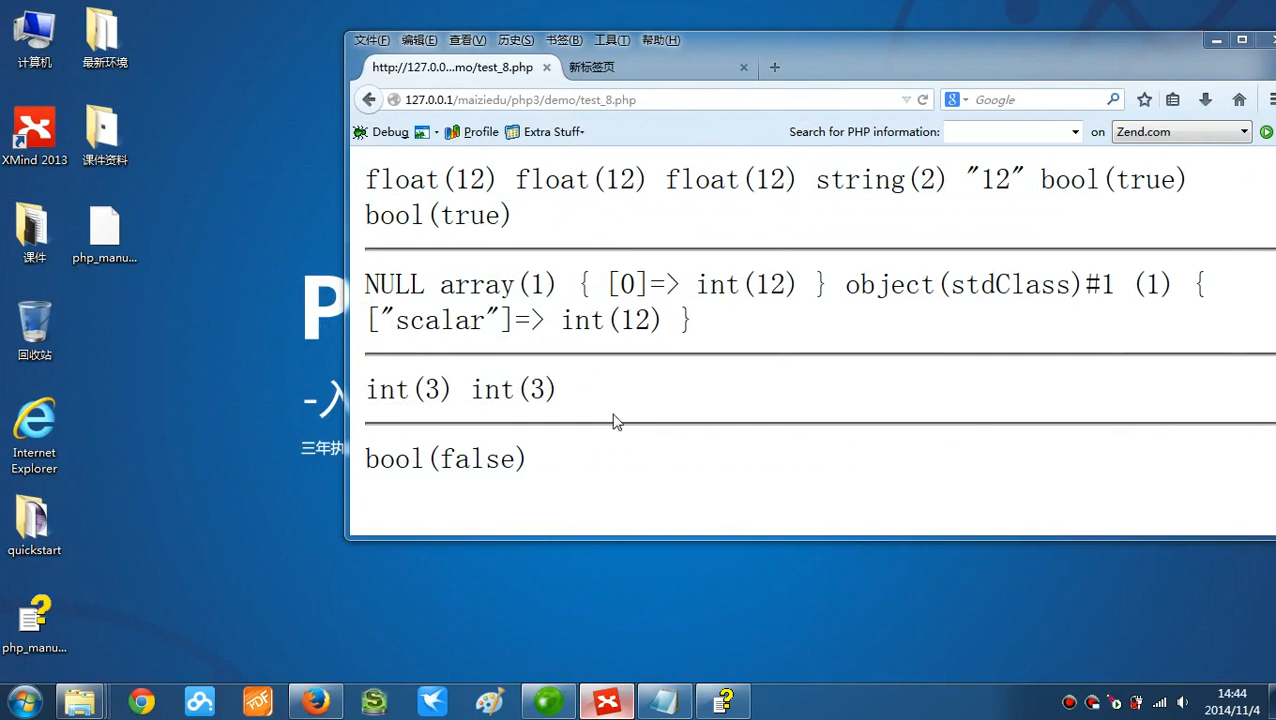 计算机
最新环境
XMind 2013
课件资料
课件
php_manu...
回收站
Internet
Explorer
quickstart
php_manu...
P
-入
三年执
文件(F) 编辑(E) 查看(V) 历史(S) 书签(B) 工具(T) 帮助(H)
http://127.0.0...mo/test_8.php × 新标签页 × +
127.0.0.1/maiziedu/php3/demo/test_8.php
Google
Debug Profile Extra Stuff Search for PHP information: on Zend.com
float(12) float(12) float(12) string(2) "12" bool(true)
bool(true)
NULL array(1) { [0]=> int(12) } object(stdClass)#1 (1) {
["scalar"]=> int(12) }
int(3) int(3)
bool(false)
PDF
14:44
2014/11/4